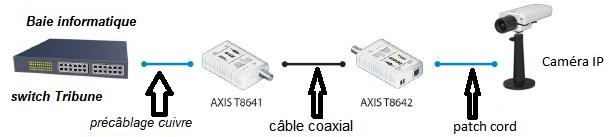 Baie informatique
switch Tribune
précâblage cuivre
AXIS T8641
câble coaxial
AXIS T8642
patch cord
Caméra IP